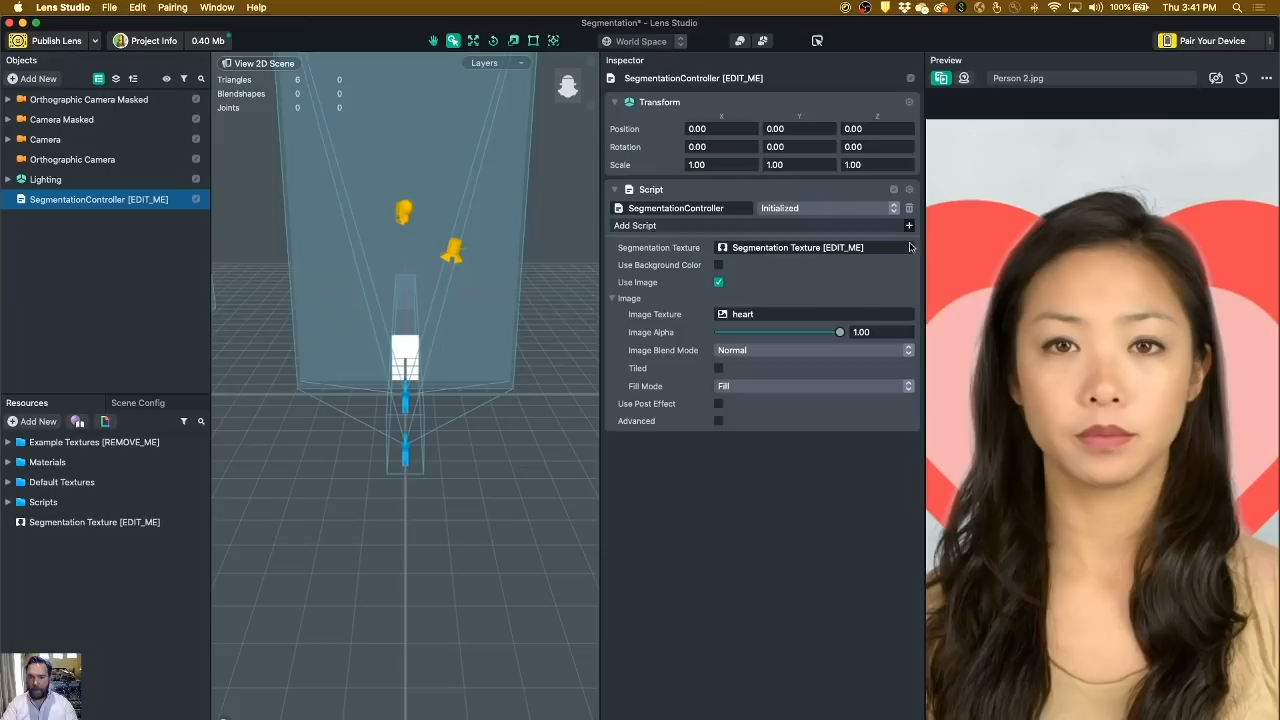 Lens Studio File Edit Pairing Window Help 100% Thu 3:41 PM
Segmentation* - Lens Studio
Publish Lens Project Info 0.40 Mb World Space Pair Your Device
Objects
Add New
Orthographic Camera Masked
Camera Masked
Camera
Orthographic Camera
Lighting
SegmentationController [EDIT_ME]
Resources Scene Config
Add New
Example Textures [REMOVE_ME]
Materials
Default Textures
Scripts
Segmentation Texture [EDIT_ME]
View 2D Scene Layers
Triangles 6 0
Blendshapes 0 0
Joints 0 0
Inspector
SegmentationController [EDIT_ME]
Transform
X Y Z
Position 0.00 0.00 0.00
Rotation 0.00 0.00 0.00
Scale 1.00 1.00 1.00
Script
SegmentationController Initialized
Add Script
Segmentation Texture Segmentation Texture [EDIT_ME]
Use Background Color
Use Image
Image
Image Texture heart
Image Alpha 1.00
Image Blend Mode Normal
Tiled
Fill Mode Fill
Use Post Effect
Advanced
Preview
Person 2.jpg